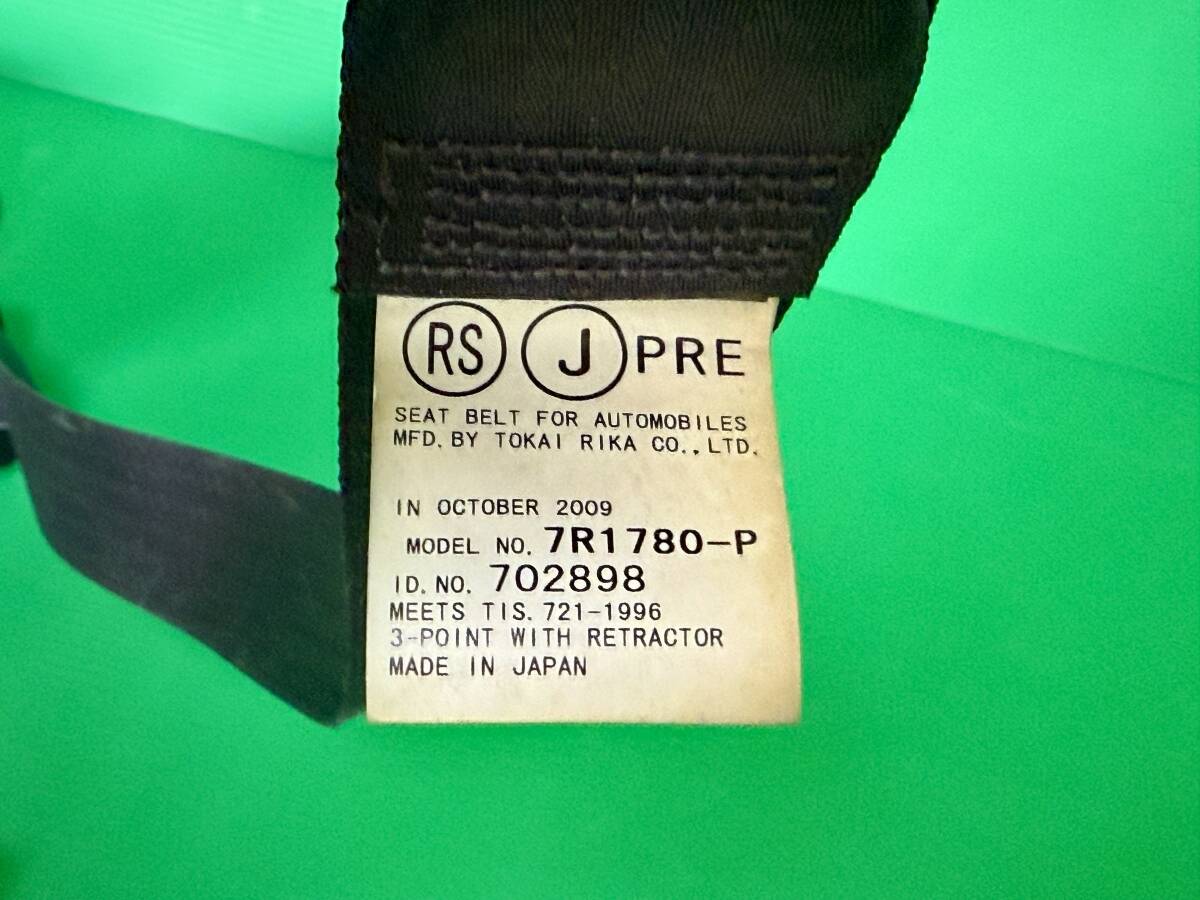 RS J PRE
SEAT BELT FOR AUTOMOBILES
MFD. BY TOKAI RIKA CO., LTD.
IN OCTOBER 2009
MODEL NO. 7R1780-P
ID. NO. 702898
MEETS TIS. 721-1996
3-POINT WITH RETRACTOR
MADE IN JAPAN